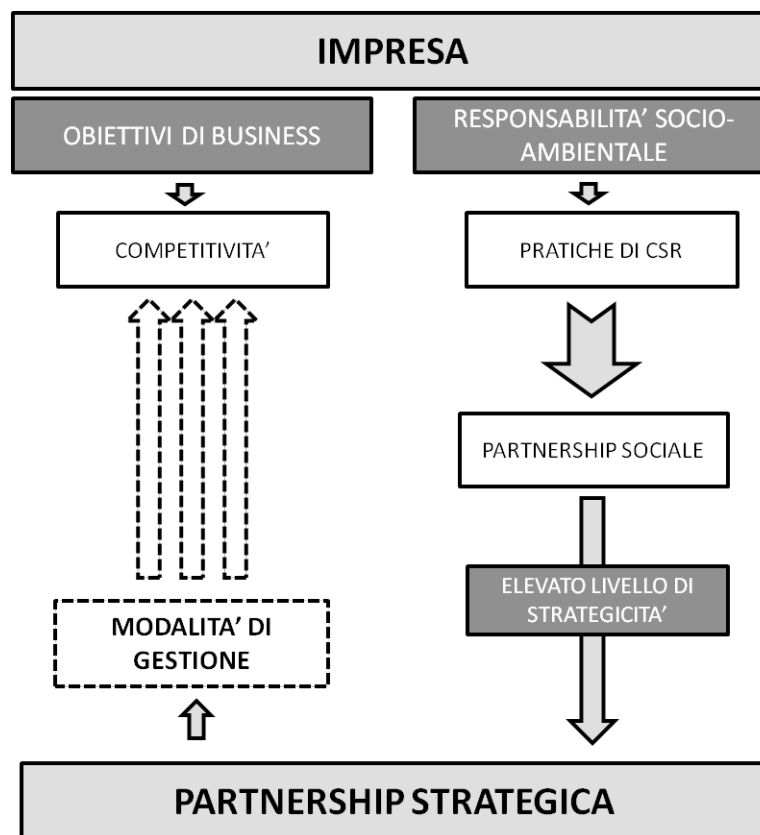 IMPRESA
OBIETTIVI DI BUSINESS
RESPONSABILITA’ SOCIO-
AMBIENTALE
COMPETITIVITA’
PRATICHE DI CSR
PARTNERSHIP SOCIALE
ELEVATO LIVELLO DI
STRATEGICITA’
MODALITA’ DI
GESTIONE
PARTNERSHIP STRATEGICA